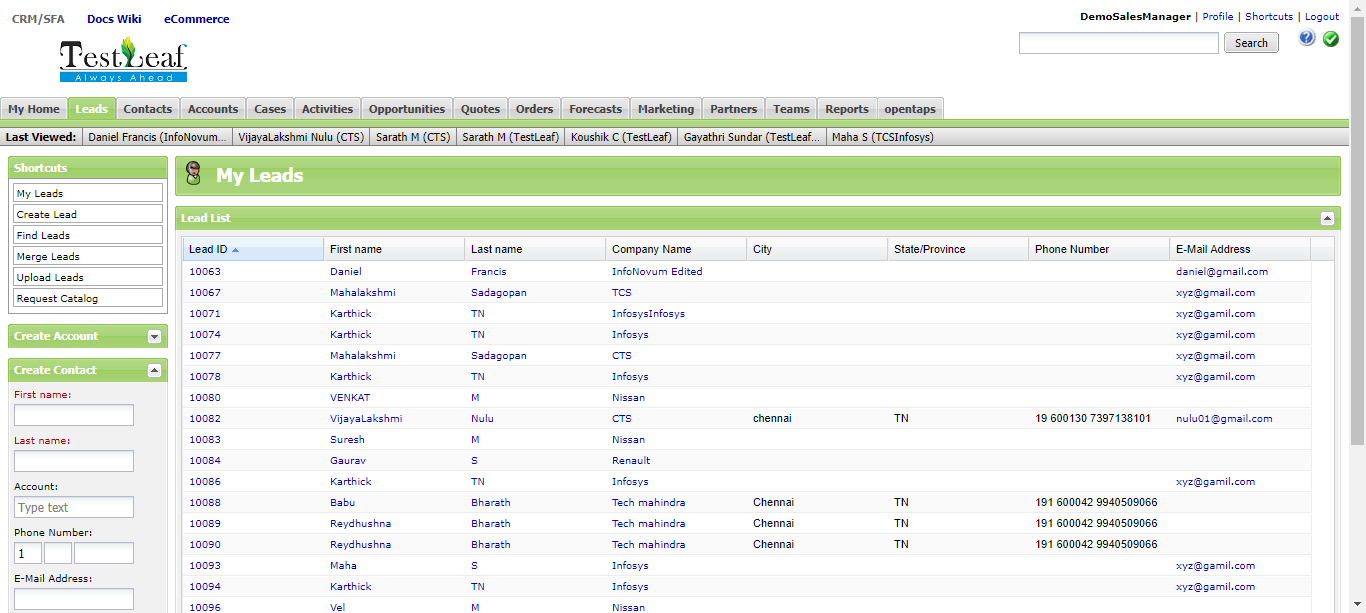 CRM/SFA Docs Wiki eCommerce
DemoSalesManager | Profile | Shortcuts | Logout
Search
TestLeaf
Always Ahead
My Home Leads Contacts Accounts Cases Activities Opportunities Quotes Orders Forecasts Marketing Partners Teams Reports opentaps
Last Viewed: Daniel Francis (InfoNovum... VijayaLakshmi Nulu (CTS) Sarath M (CTS) Sarath M (TestLeaf) Koushik C (TestLeaf) Gayathri Sundar (TestLeaf... Maha S (TCSInfosys)
Shortcuts
My Leads
Create Lead
Find Leads
Merge Leads
Upload Leads
Request Catalog
Create Account
Create Contact
First name:
Last name:
Account:
Type text
Phone Number:
1
E-Mail Address:
My Leads
Lead List
Lead ID First name Last name Company Name City State/Province Phone Number E-Mail Address
10063 Daniel Francis InfoNovum Edited daniel@gmail.com
10067 Mahalakshmi Sadagopan TCS xyz@gmail.com
10071 Karthick TN InfosysInfosys xyz@gamil.com
10074 Karthick TN Infosys xyz@gamil.com
10077 Mahalakshmi Sadagopan CTS xyz@gmail.com
10078 Karthick TN Infosys xyz@gamil.com
10080 VENKAT M Nissan
10082 VijayaLakshmi Nulu CTS chennai TN 19 600130 7397138101 nulu01@gmail.com
10083 Suresh M Nissan
10084 Gaurav S Renault
10086 Karthick TN Infosys xyz@gamil.com
10088 Babu Bharath Tech mahindra Chennai TN 191 600042 9940509066
10089 Reydhushna Bharath Tech mahindra Chennai TN 191 600042 9940509066
10090 Reydhushna Bharath Tech mahindra Chennai TN 191 600042 9940509066
10093 Maha S Infosys xyz@gamil.com
10094 Karthick TN Infosys xyz@gamil.com
10096 Vel M Nissan